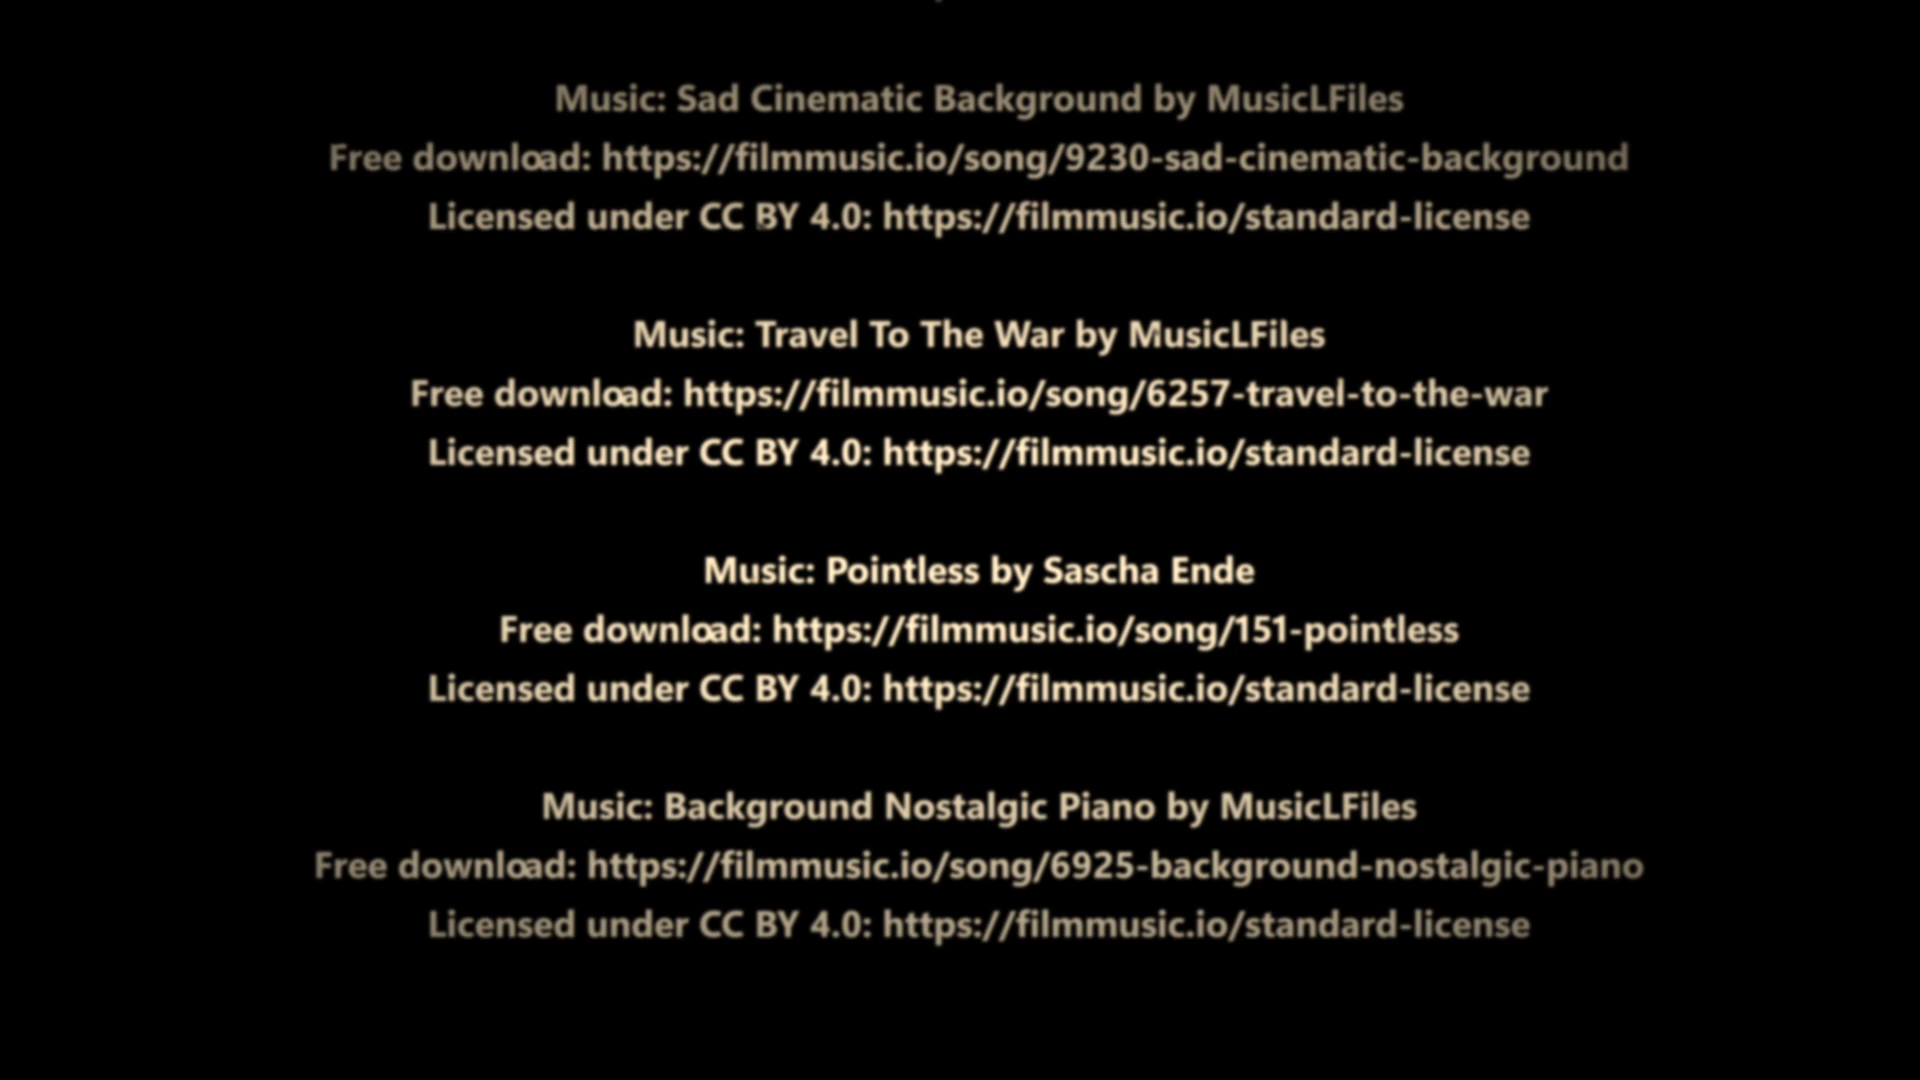 Music: Sad Cinematic Background by MusicLFiles
Free download: https://filmmusic.io/song/9230-sad-cinematic-background
Licensed under CC BY 4.0: https://filmmusic.io/standard-license
Music: Travel To The War by MusicLFiles
Free download: https://filmmusic.io/song/6257-travel-to-the-war
Licensed under CC BY 4.0: https://filmmusic.io/standard-license
Music: Pointless by Sascha Ende
Free download: https://filmmusic.io/song/151-pointless
Licensed under CC BY 4.0: https://filmmusic.io/standard-license
Music: Background Nostalgic Piano by MusicLFiles
Free download: https://filmmusic.io/song/6925-background-nostalgic-piano
Licensed under CC BY 4.0: https://filmmusic.io/standard-license